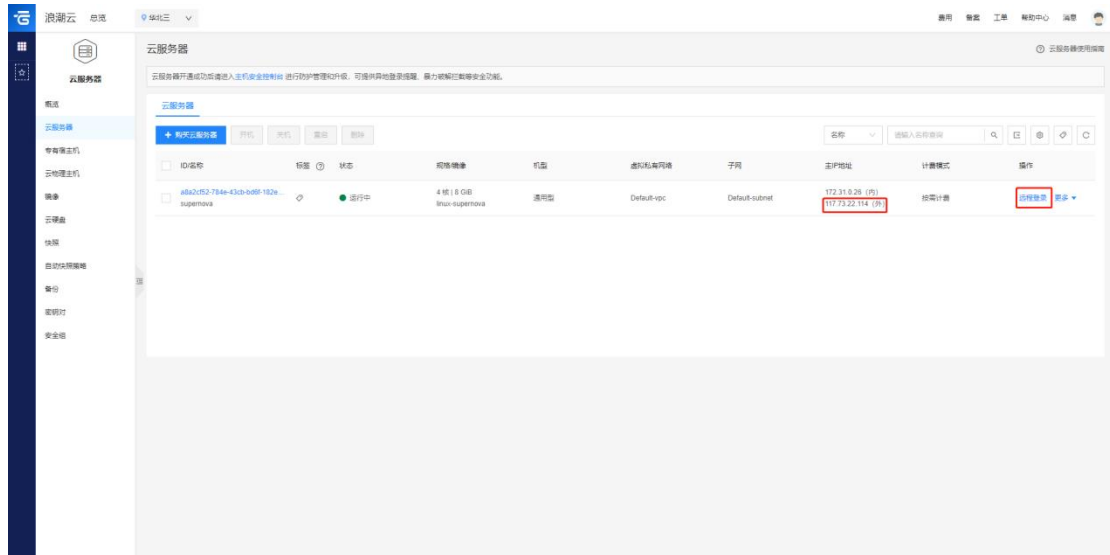 浪潮云 总览 华北三 费用 备案 工单 帮助中心 消息
云服务器
云服务器 云服务器使用指南
云服务器开通成功后请进入主机安全控制台 进行防护管理和升级，可提供异地登录提醒、暴力破解拦截等安全功能。
概览
云服务器
专有宿主机
云物理主机
镜像
云硬盘
快照
自动快照策略
备份
密钥对
安全组
云服务器
+ 购买云服务器 开机 关机 重启 删除 名称 请输入名称查询
ID/名称 标签 状态 规格/镜像 机型 虚拟私有网络 子网 主IP地址 计费模式 操作
a8a2cf52-784e-43cb-bd6f-182e... 运行中 4 核 | 8 GiB 通用型 Default-vpc Default-subnet 172.31.0.26 (内) 按需计费 远程登录 更多
supernova linux-supernova 117.73.22.114 (外)